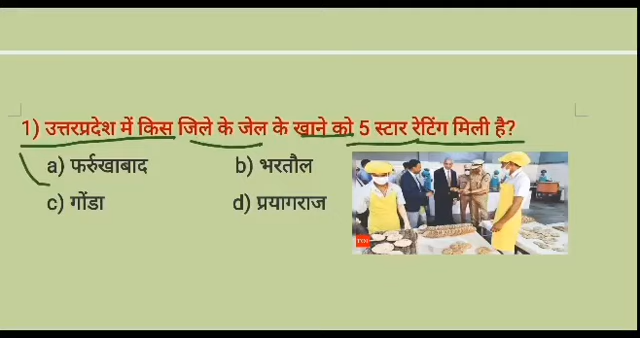 1) उत्तरप्रदेश में किस जिले के जेल के खाने को 5 स्टार रेटिंग मिली है?
a) फर्रुखाबाद b) भरतौल
c) गोंडा d) प्रयागराज